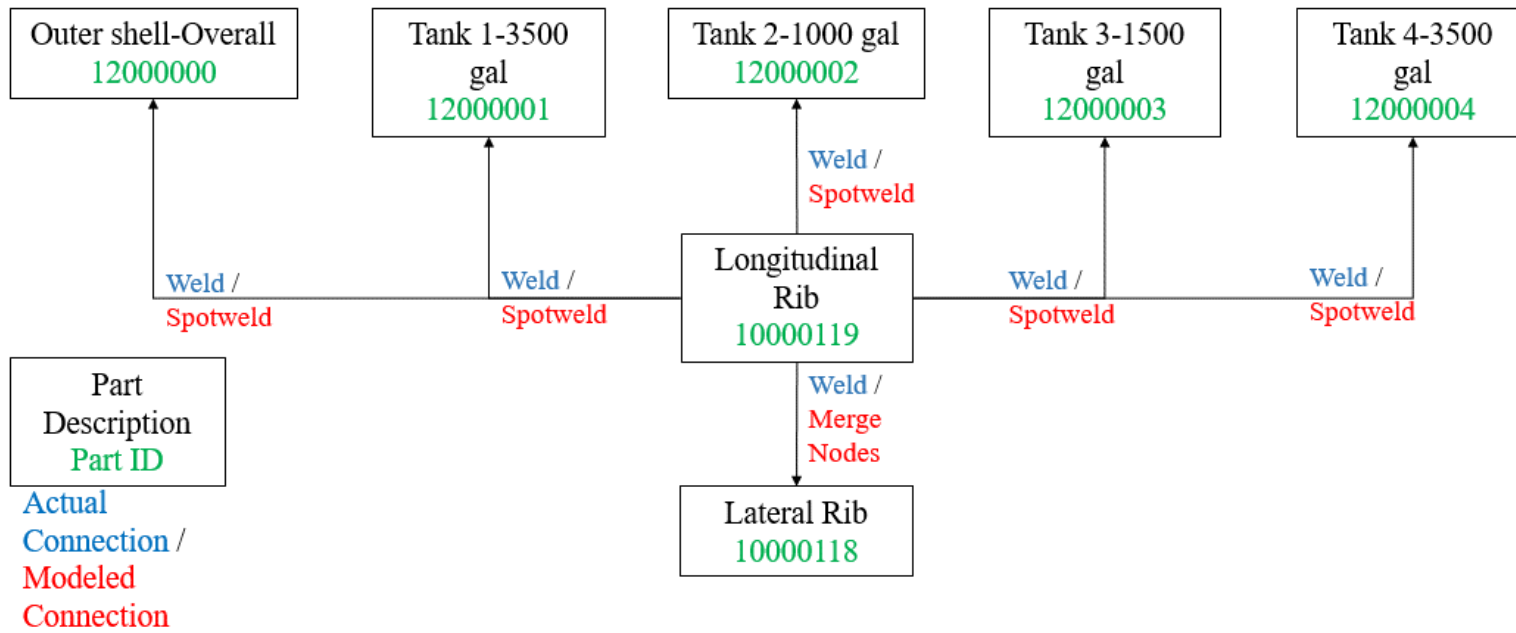 Outer shell-Overall
12000000
Tank 1-3500
gal
12000001
Tank 2-1000 gal
12000002
Tank 3-1500
gal
12000003
Tank 4-3500
gal
12000004
Weld /
Spotweld
Weld /
Spotweld
Weld /
Spotweld
Longitudinal
Rib
10000119
Weld /
Spotweld
Weld /
Spotweld
Weld /
Merge
Nodes
Lateral Rib
10000118
Part
Description
Part ID
Actual
Connection /
Modeled
Connection